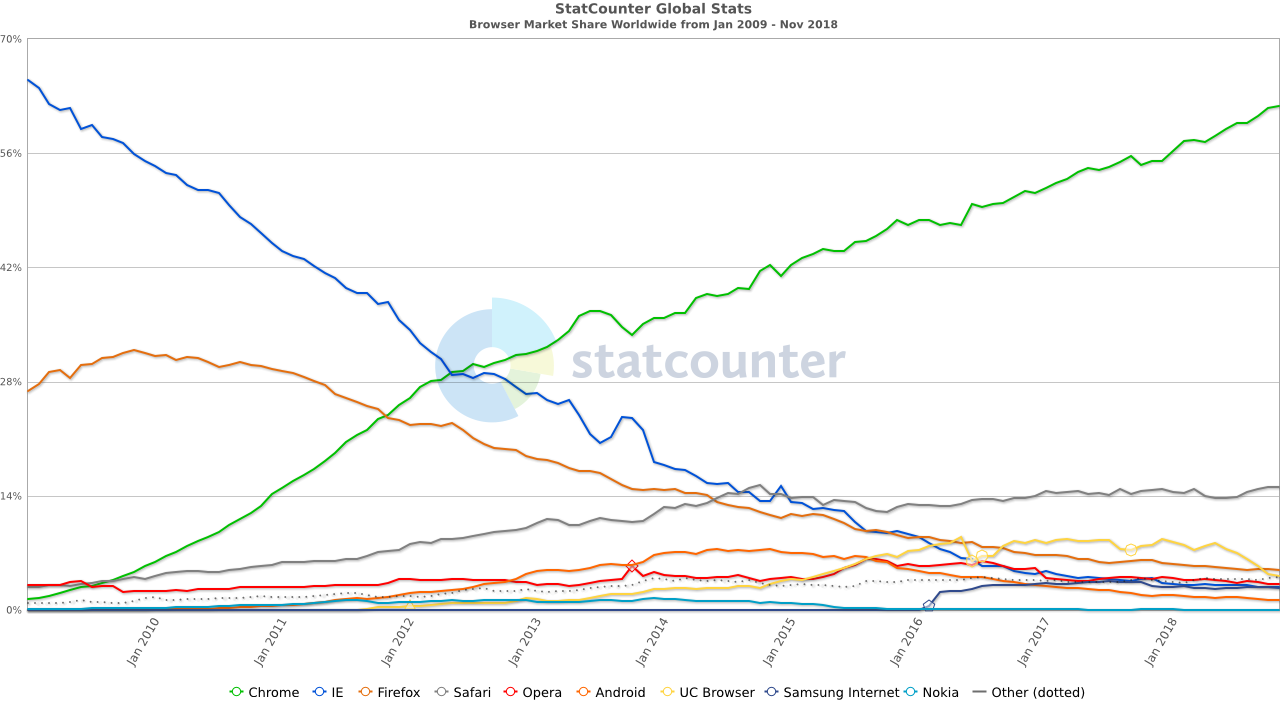 StatCounter Global Stats
Browser Market Share Worldwide from Jan 2009 - Nov 2018
70%
56%
42%
28%
14%
0%
statcounter
Jan 2010
Jan 2011
Jan 2012
Jan 2013
Jan 2014
Jan 2015
Jan 2016
Jan 2017
Jan 2018
Chrome IE Firefox Safari Opera Android UC Browser Samsung Internet Nokia Other (dotted)